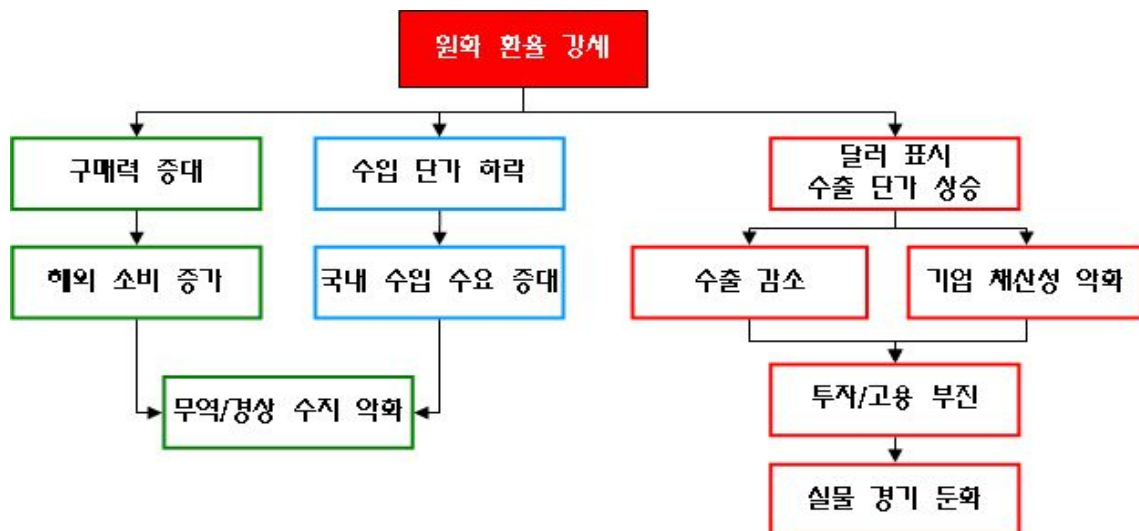 원화 환율 강세
구매력 증대
수입 단가 하락
달러 표시
수출 단가 상승
해외 소비 증가
국내 수입 수요 증대
수출 감소
기업 채산성 악화
무역/경상 수지 악화
투자/고용 부진
실물 경기 둔화